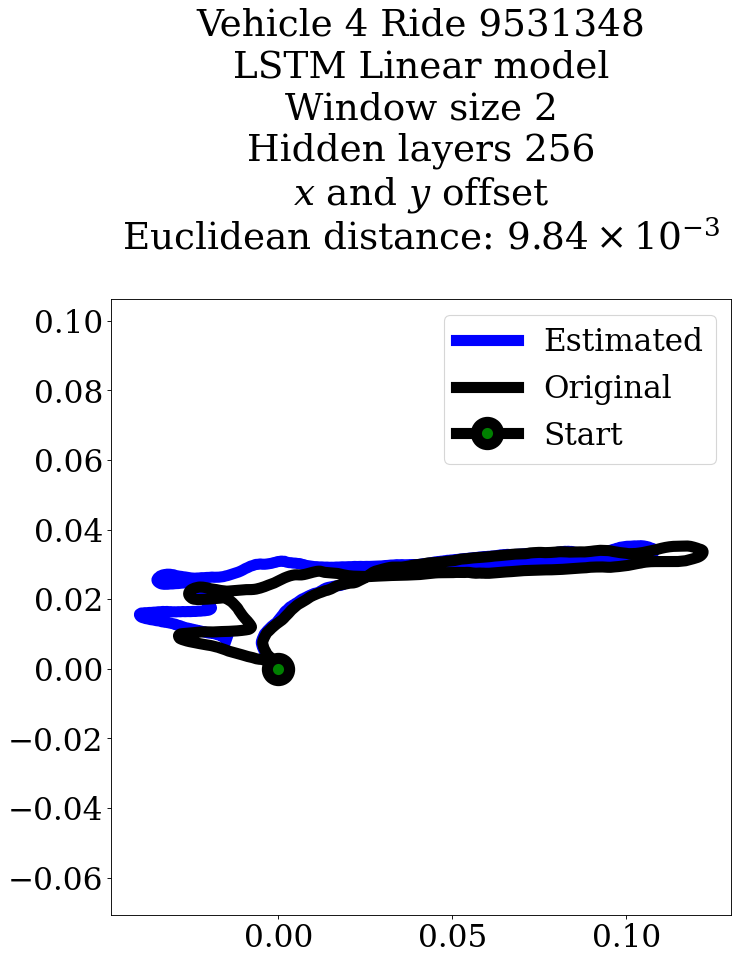 Vehicle 4 Ride 9531348
LSTM Linear model
Window size 2
Hidden layers 256
x and y offset
Euclidean distance: 9.84 × 10⁻³
Estimated
Original
Start
0.10
0.08
0.06
0.04
0.02
0.00
−0.02
−0.04
−0.06
0.00 0.05 0.10